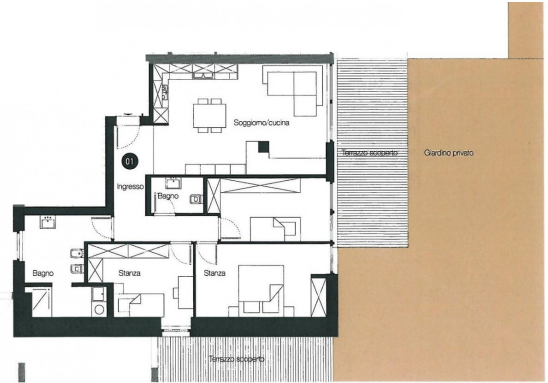 Soggiorno/cucina
Terrazzo scoperto
Giardino privato
01
Ingresso
Bagno
Bagno
Stanza
Stanza
Terrazzo scoperto